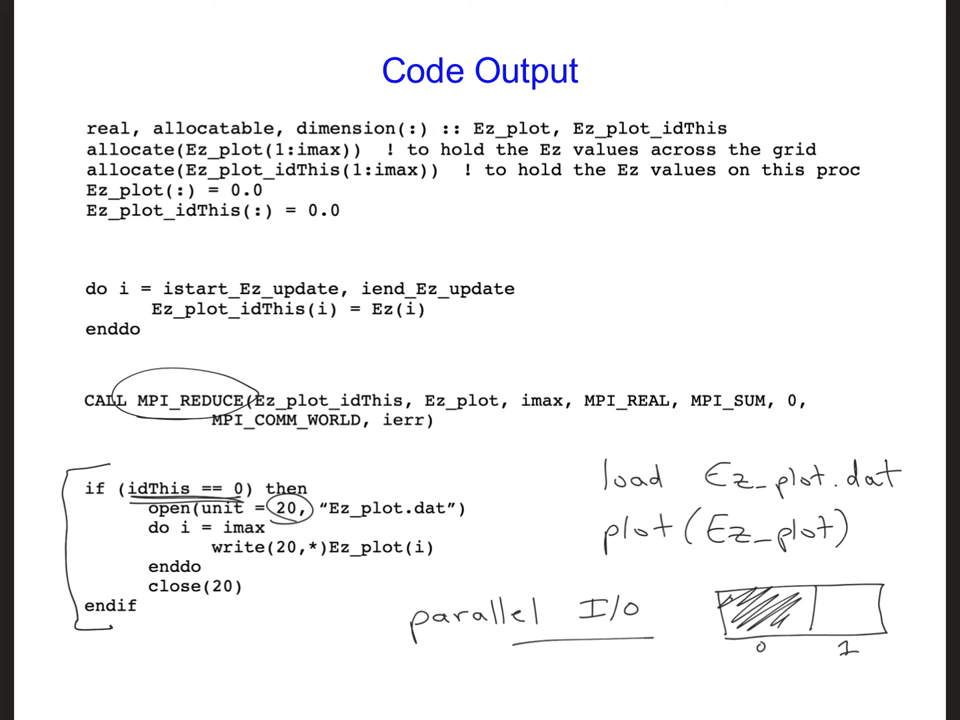 Code Output
real, allocatable, dimension(:) :: Ez_plot, Ez_plot_idThis
allocate(Ez_plot(1:imax))  ! to hold the Ez values across the grid
allocate(Ez_plot_idThis(1:imax))  ! to hold the Ez values on this proc
Ez_plot(:) = 0.0
Ez_plot_idThis(:) = 0.0
do i = istart_Ez_update, iend_Ez_update
Ez_plot_idThis(i) = Ez(i)
enddo
CALL MPI_REDUCE(Ez_plot_idThis, Ez_plot, imax, MPI_REAL, MPI_SUM, 0,
MPI_COMM_WORLD, ierr)
if (idThis == 0) then
open(unit = 20, “Ez_plot.dat”)
do i = imax
write(20,*)Ez_plot(i)
enddo
close(20)
endif
load Ez_plot.dat
plot(Ez_plot)
parallel I/O
0 1